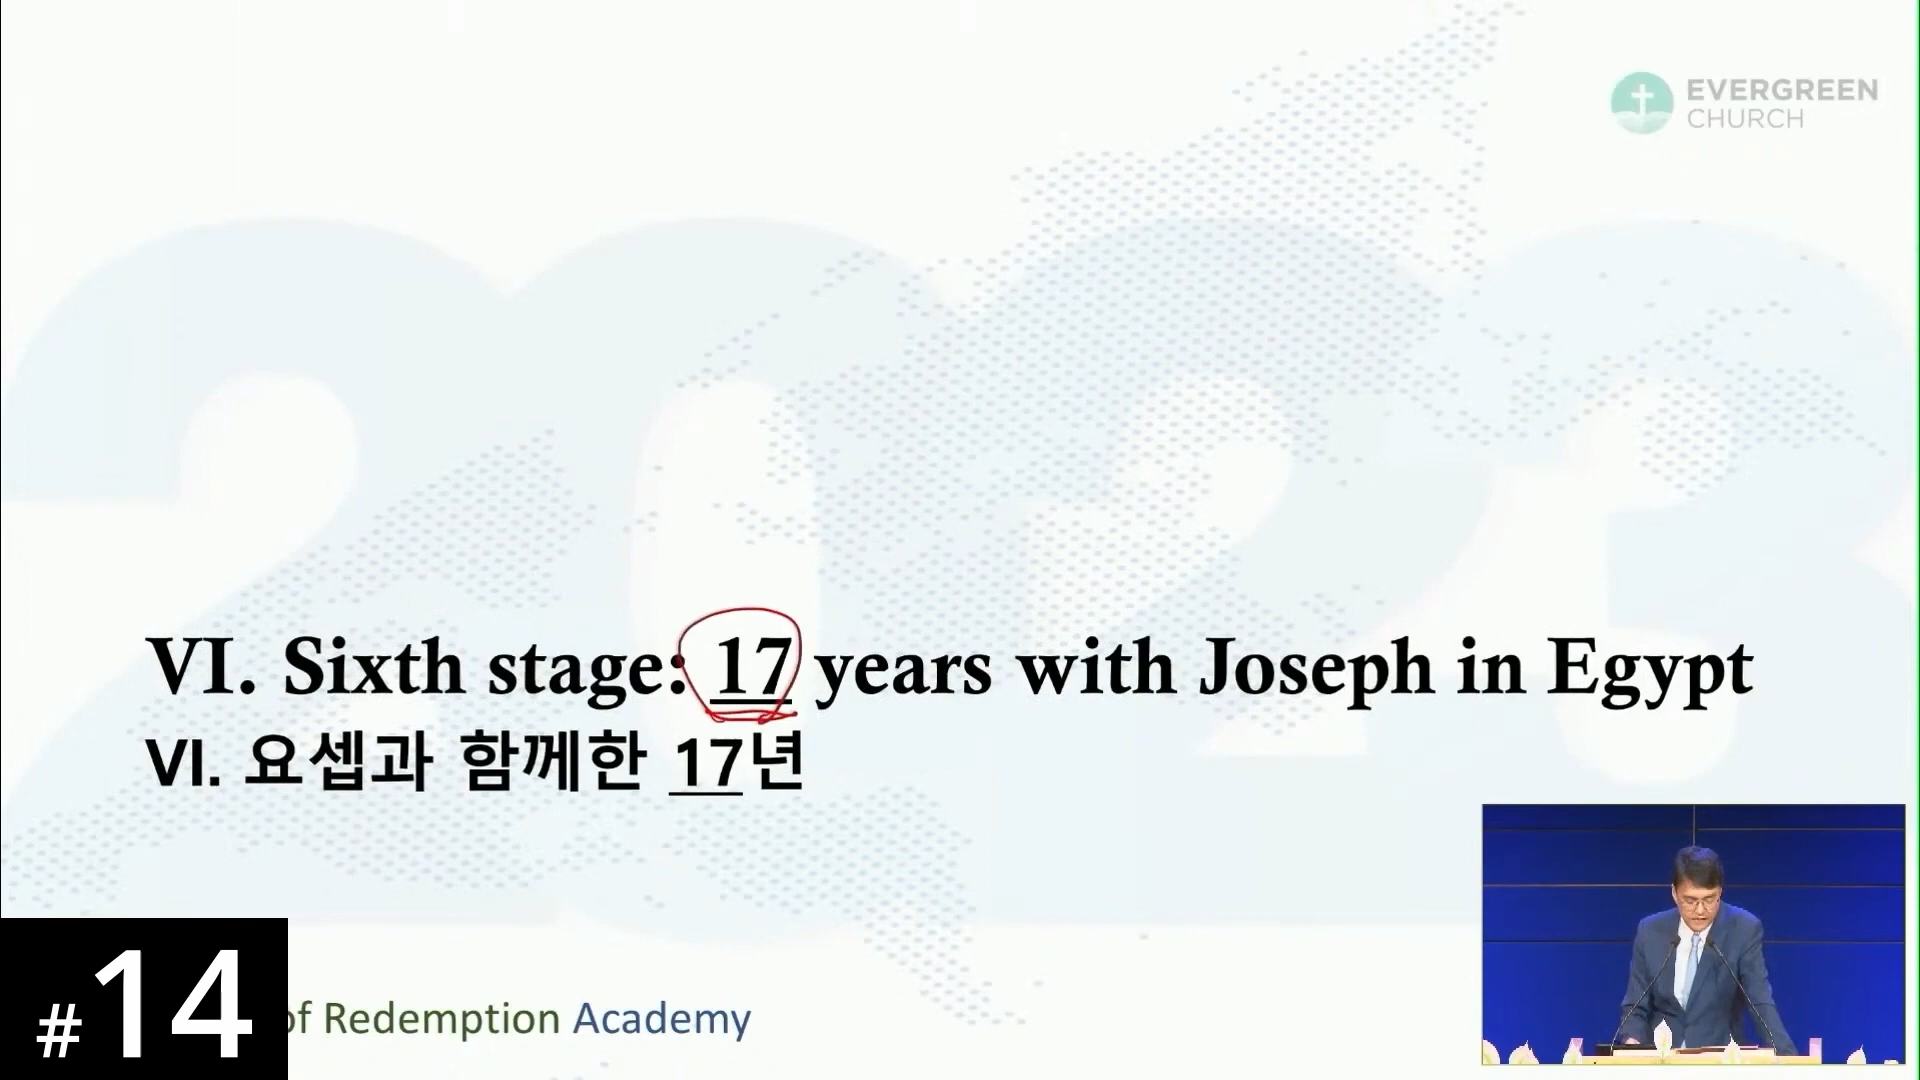 EVERGREEN
CHURCH
VI. Sixth stage: 17 years with Joseph in Egypt
VI. 요셉과 함께한 17년
#14
of Redemption Academy